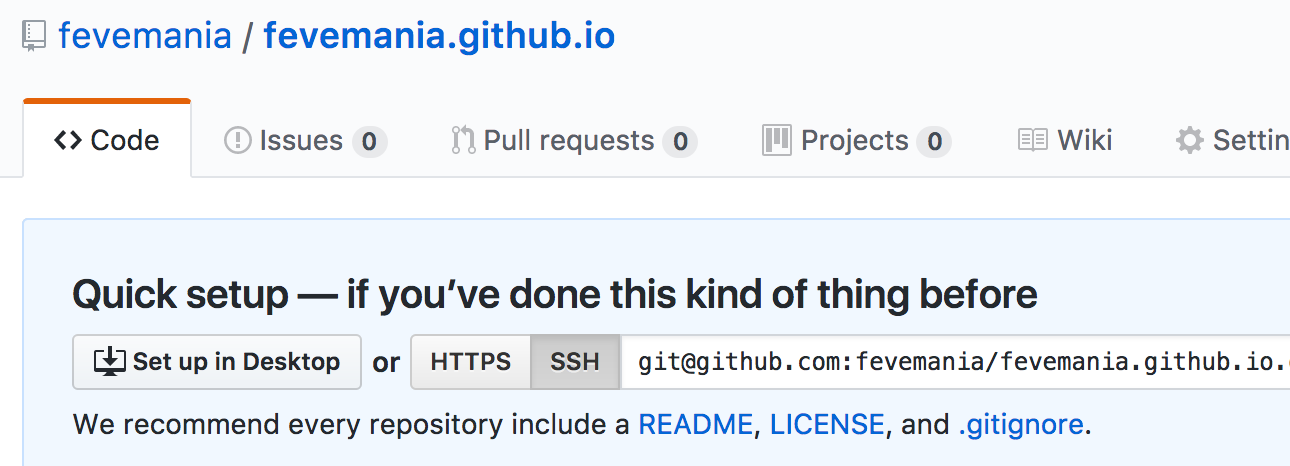 fevemania / fevemania.github.io
Code Issues 0 Pull requests 0 Projects 0 Wiki Settin
Quick setup — if you’ve done this kind of thing before
Set up in Desktop or HTTPS SSH git@github.com:fevemania/fevemania.github.io.
We recommend every repository include a README, LICENSE, and .gitignore.